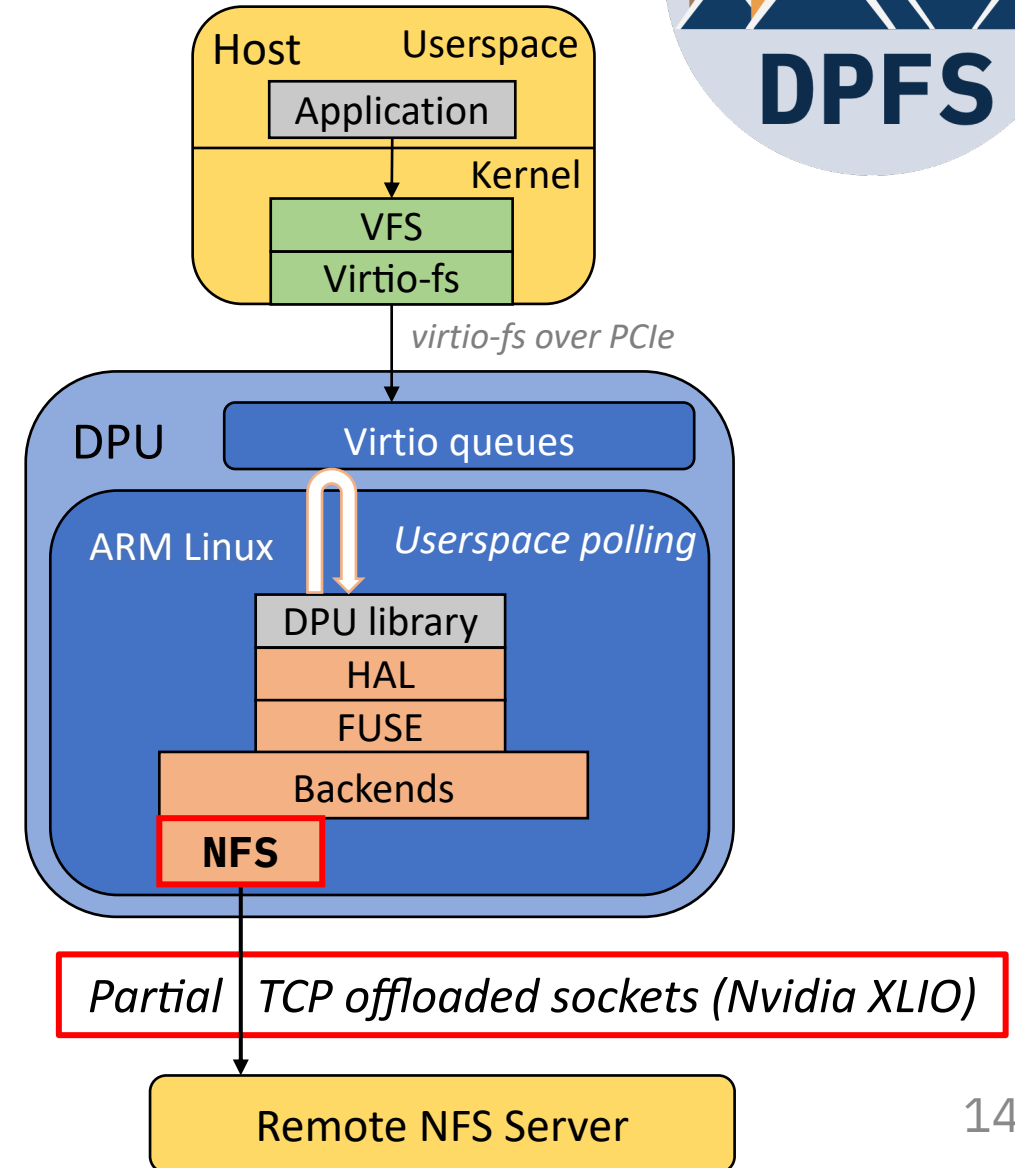 DPFS
Host
Userspace
Application
Kernel
VFS
Virtio-fs
virtio-fs over PCIe
DPU
Virtio queues
ARM Linux
Userspace polling
DPU library
HAL
FUSE
Backends
NFS
Partial TCP offloaded sockets (Nvidia XLIO)
Remote NFS Server
14